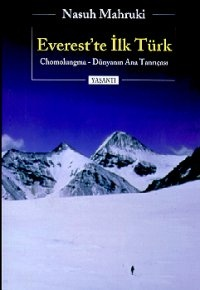 Nasuh Mahruki
Everest'te İlk Türk
Chomolangma - Dünyanın Ana Tanrıçası
YAŞANTI